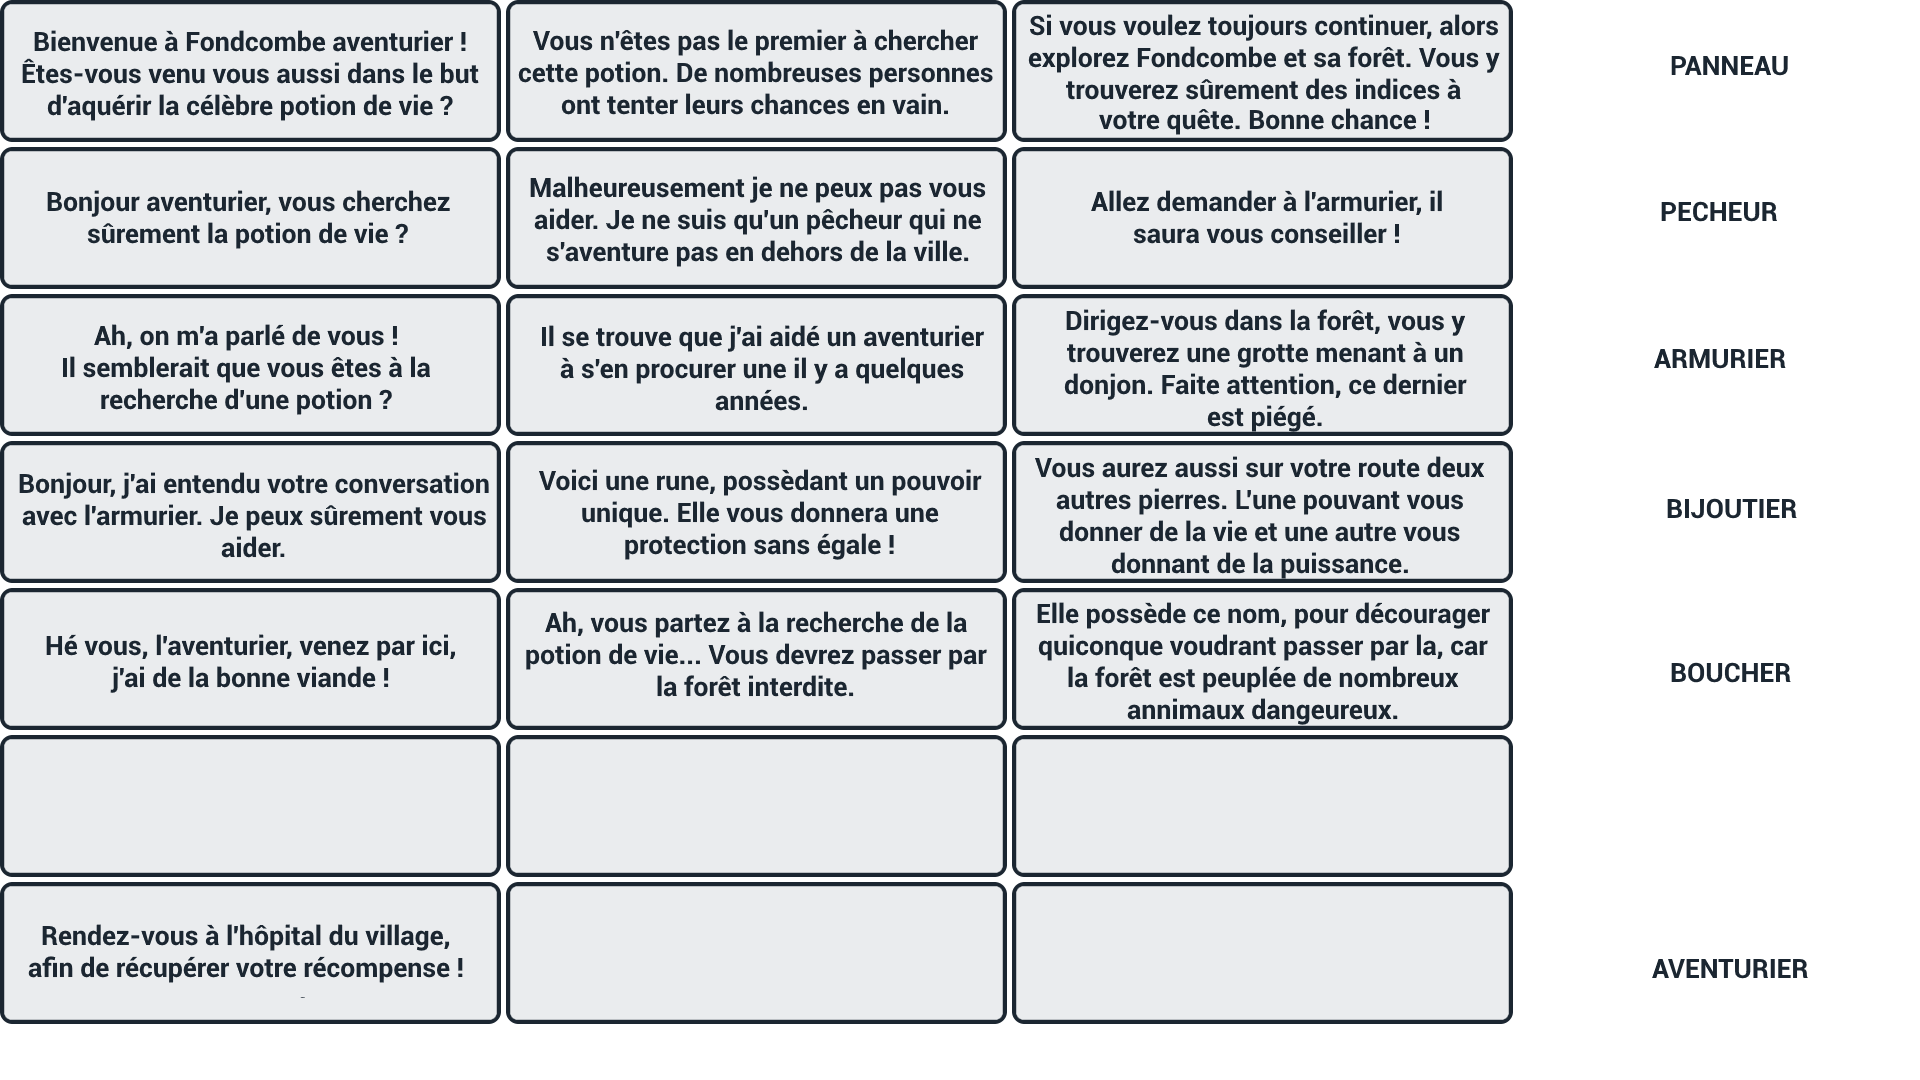 Bienvenue à Fondcombe aventurier !
Êtes-vous venu vous aussi dans le but
d'aquérir la célèbre potion de vie ?
Vous n'êtes pas le premier à chercher
cette potion. De nombreuses personnes
ont tenter leurs chances en vain.
Si vous voulez toujours continuer, alors
explorez Fondcombe et sa forêt. Vous y
trouverez sûrement des indices à
votre quête. Bonne chance !
PANNEAU
Bonjour aventurier, vous cherchez
sûrement la potion de vie ?
Malheureusement je ne peux pas vous
aider. Je ne suis qu'un pêcheur qui ne
s'aventure pas en dehors de la ville.
Allez demander à l'armurier, il
saura vous conseiller !
PECHEUR
Ah, on m'a parlé de vous !
Il semblerait que vous êtes à la
recherche d'une potion ?
Il se trouve que j'ai aidé un aventurier
à s'en procurer une il y a quelques
années.
Dirigez-vous dans la forêt, vous y
trouverez une grotte menant à un
donjon. Faite attention, ce dernier
est piégé.
ARMURIER
Bonjour, j'ai entendu votre conversation
avec l'armurier. Je peux sûrement vous
aider.
Voici une rune, possèdant un pouvoir
unique. Elle vous donnera une
protection sans égale !
Vous aurez aussi sur votre route deux
autres pierres. L'une pouvant vous
donner de la vie et une autre vous
donnant de la puissance.
BIJOUTIER
Hé vous, l'aventurier, venez par ici,
j'ai de la bonne viande !
Ah, vous partez à la recherche de la
potion de vie... Vous devrez passer par
la forêt interdite.
Elle possède ce nom, pour décourager
quiconque voudrant passer par la, car
la forêt est peuplée de nombreux
annimaux dangeureux.
BOUCHER
Rendez-vous à l'hôpital du village,
afin de récupérer votre récompense !
AVENTURIER